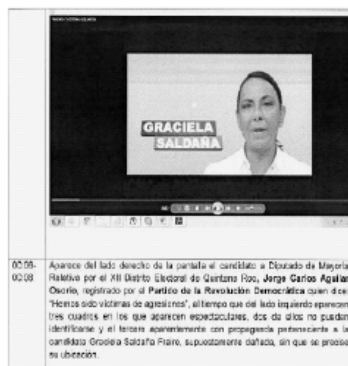 GRACIELA
SALDAÑA
00:06-
00:08
Aparece del lado derecho de la pantalla el candidato a Diputado de Mayoría
Relativa por el XII Distrito Electoral de Quintana Roo, Jorge Carlos Aguilar
Osorio, registrado por el Partido de la Revolución Democrática quien dice:
"Hemos sido víctimas de agresiones", al tiempo que del lado izquierdo aparecen
tres cuadros en los que aparecen espectaculares, dos de ellos no pueden
identificarse y el tercero aparentemente con propaganda perteneciente a la
candidata Graciela Saldaña Fraire, supuestamente dañada, sin que se precise
su ubicación.